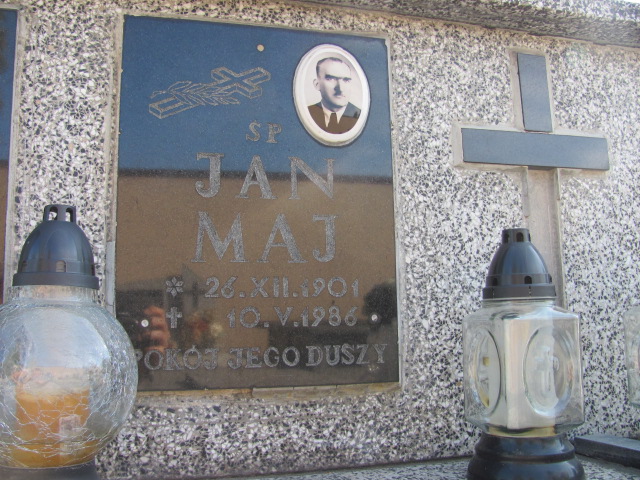 ŚP
JAN
MAJ
* 26.XII.1901
† 10.V.1986
POKÓJ JEGO DUSZY